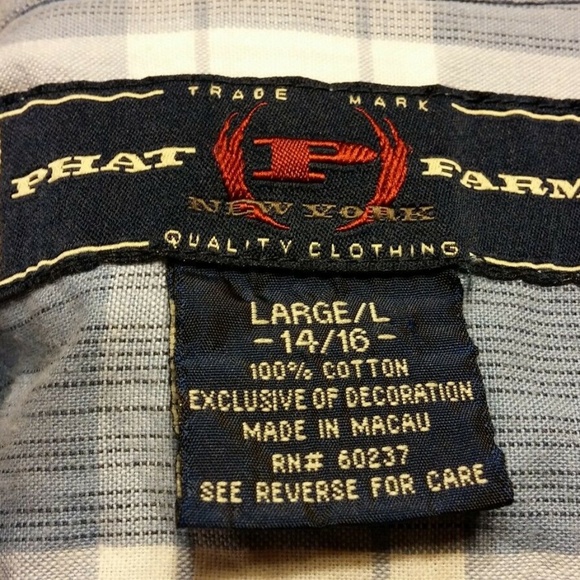 TRADE MARK
PHAT P FARM
NEW YORK
QUALITY CLOTHING
LARGE/L
-14/16-
100% COTTON
EXCLUSIVE OF DECORATION
MADE IN MACAU
RN# 60237
SEE REVERSE FOR CARE